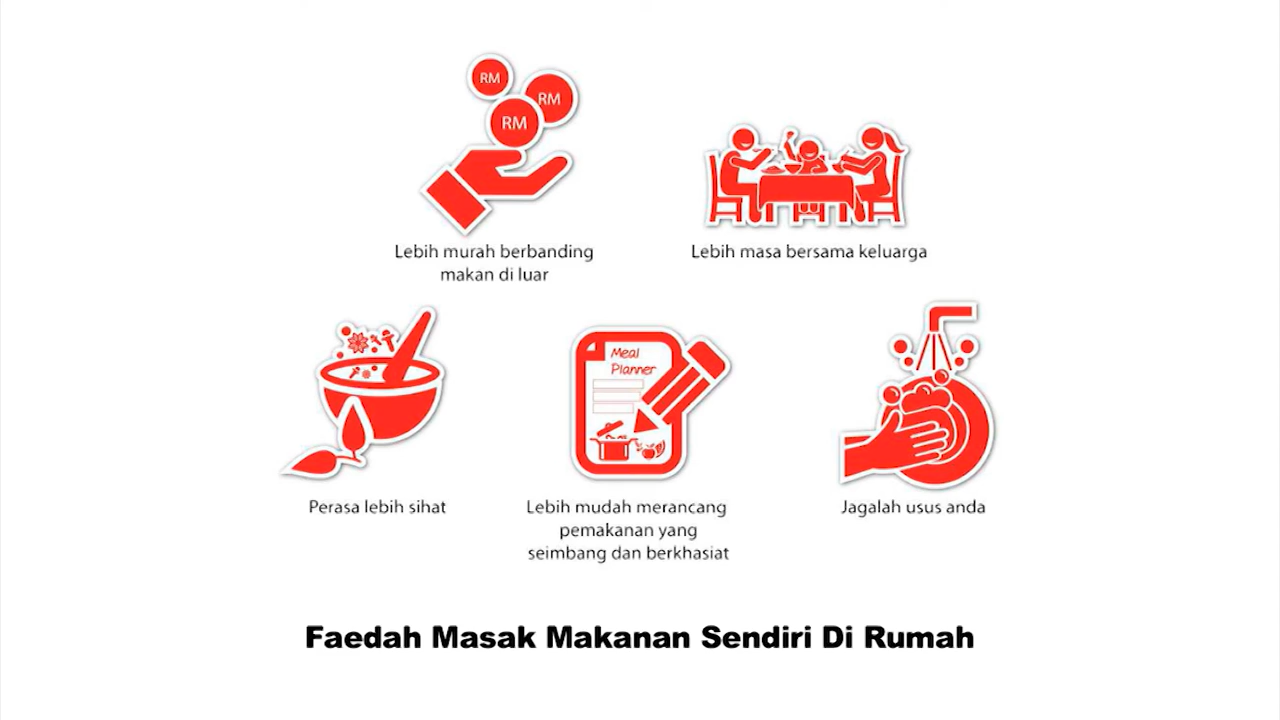 RM
RM
RM
Lebih murah berbanding
makan di luar
Lebih masa bersama keluarga
Meal
Planner
Perasa lebih sihat
Lebih mudah merancang
pemakanan yang
seimbang dan berkhasiat
Jagalah usus anda
Faedah Masak Makanan Sendiri Di Rumah